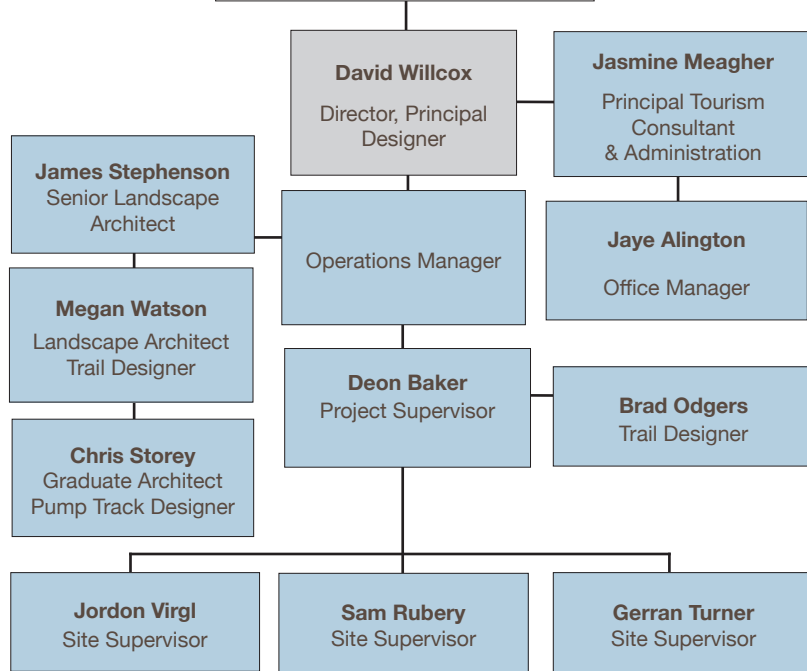 David Willcox
Director, Principal
Designer
Jasmine Meagher
Principal Tourism
Consultant
& Administration
James Stephenson
Senior Landscape
Architect
Operations Manager
Jaye Alington
Office Manager
Megan Watson
Landscape Architect
Trail Designer
Deon Baker
Project Supervisor
Brad Odgers
Trail Designer
Chris Storey
Graduate Architect
Pump Track Designer
Jordon Virgl
Site Supervisor
Sam Rubery
Site Supervisor
Gerran Turner
Site Supervisor